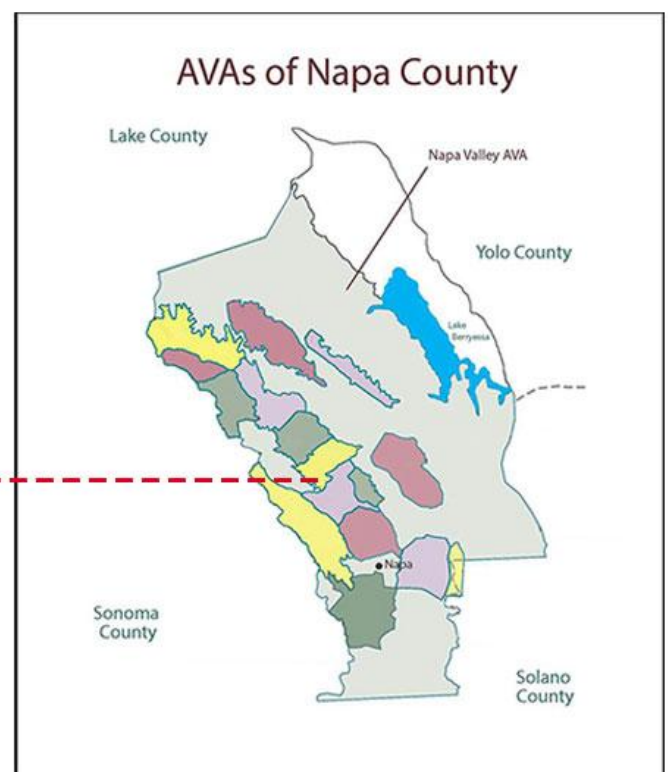 AVAs of Napa County
Lake County
Napa Valley AVA
Yolo County
Lake
Berryessa
Napa
Sonoma
County
Solano
County